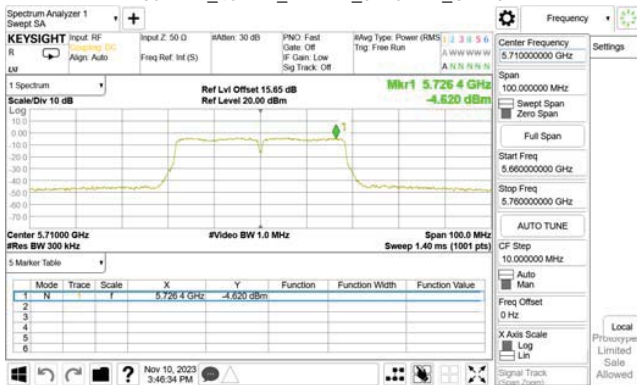 Spectrum Analyzer 1
Swept SA
Frequency
KEYSIGHT
Input: RF
Coupling: DC
Align: Auto
Input Z: 50 Ω
Freq Ref: Int (S)
#Atten: 30 dB
PNO: Fast
Gate: Off
IF Gain: Low
Sig Track: Off
#Avg Type: Power (RMS)
Trig: Free Run
1 2 3 4 5 6
A W W W W W
A N N N N N
R
1 Spectrum
Scale/Div 10 dB
Log
Ref Lvl Offset 15.65 dB
Ref Level 20.00 dBm
Mkr1 5.726 4 GHz
-4.620 dBm
10.0
0.00
-10.0
-20.0
-30.0
-40.0
-50.0
-60.0
-70.0
1
Center 5.71000 GHz
#Video BW 1.0 MHz
Span 100.0 MHz
#Res BW 300 kHz
Sweep 1.40 ms (1001 pts)
5 Marker Table
Mode Trace Scale X Y Function Function Width Function Value
1 N 1 f 5.726 4 GHz -4.620 dBm
2
3
4
5
6
Nov 10, 2023
3:46:34 PM
Center Frequency
5.710000000 GHz
Settings
Span
100.000000 MHz
Swept Span
Zero Span
Full Span
Start Freq
5.660000000 GHz
Stop Freq
5.760000000 GHz
AUTO TUNE
CF Step
10.000000 MHz
Auto
Man
Freq Offset
0 Hz
X Axis Scale
Log
Lin
Signal Track
(Span Zoom)
Local
Prototype
Limited
Sale
Allowed